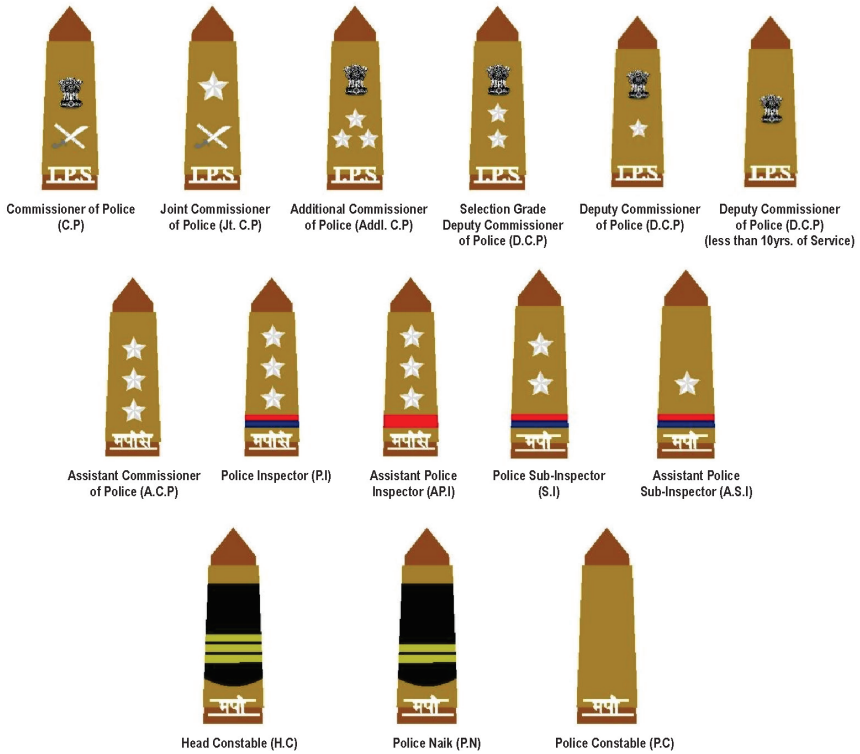 I.P.S. I.P.S. I.P.S. I.P.S. I.P.S.
Commissioner of Police
(C.P)
Joint Commissioner
of Police (Jt. C.P)
Additional Commissioner
of Police (Addl. C.P)
Selection Grade
Deputy Commissioner
of Police (D.C.P)
Deputy Commissioner
of Police (D.C.P)
I.P.S.
Deputy Commissioner
of Police (D.C.P)
(less than 10yrs. of Service)
मपोसे मपोसे मपोसे मपो मपो
Assistant Commissioner
of Police (A.C.P)
Police Inspector (P.I)
Assistant Police
Inspector (AP.I)
Police Sub-Inspector
(S.I)
Assistant Police
Sub-Inspector (A.S.I)
मपो मपो मपो
Head Constable (H.C)
Police Naik (P.N)
Police Constable (P.C)